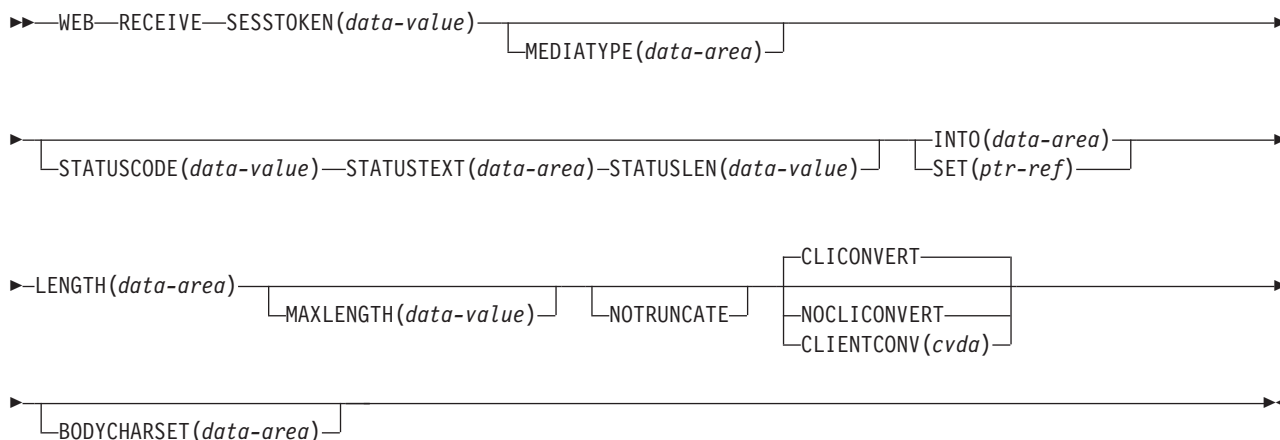 WEB RECEIVE SESSTOKEN(data-value)
MEDIATYPE(data-area)
STATUSCODE(data-value) STATUSTEXT(data-area) STATUSLEN(data-value)
INTO(data-area)
SET(ptr-ref)
LENGTH(data-area)
MAXLENGTH(data-value)
NOTRUNCATE
CLICONVERT
NOCLICONVERT
CLIENTCONV(cvda)
BODYCHARSET(data-area)